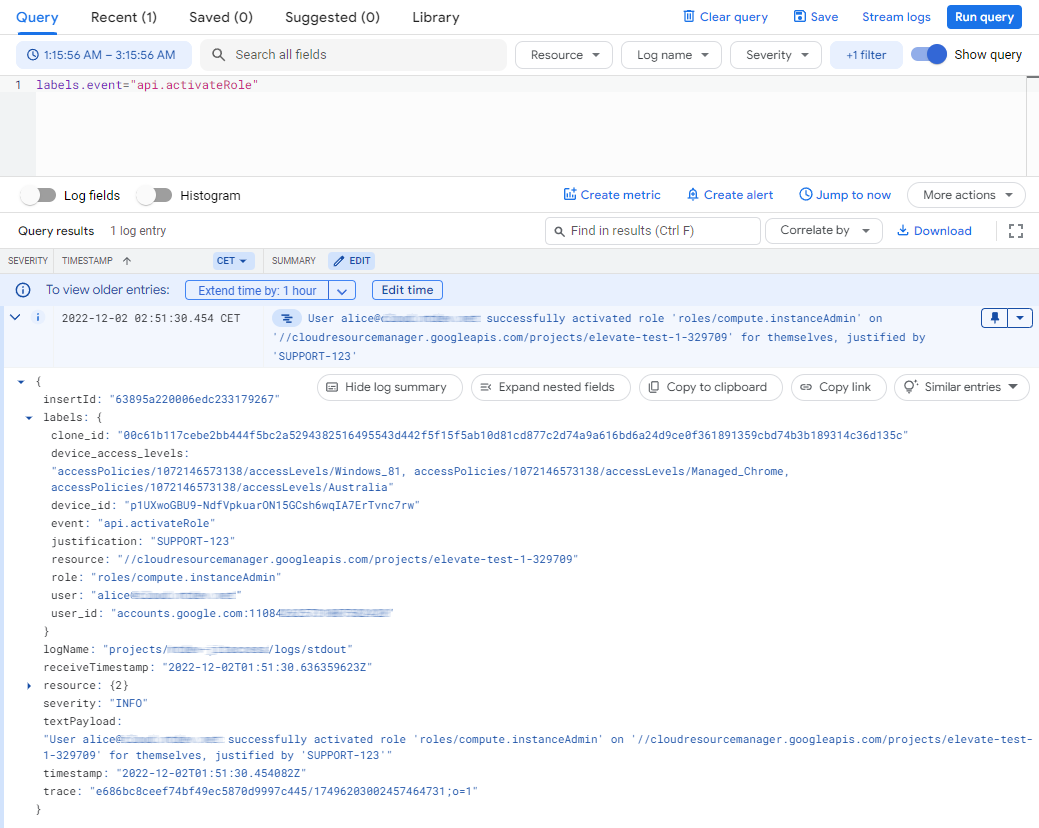 Query Recent (1) Saved (0) Suggested (0) Library Clear query Save Stream logs Run query
1:15:56 AM – 3:15:56 AM Search all fields Resource Log name Severity +1 filter Show query
1 labels.event="api.activateRole"
Log fields Histogram Create metric Create alert Jump to now More actions
Query results 1 log entry Find in results (Ctrl F) Correlate by Download
SEVERITY TIMESTAMP CET SUMMARY EDIT
To view older entries: Extend time by: 1 hour Edit time
2022-12-02 02:51:30.454 CET User alice@ successfully activated role 'roles/compute.instanceAdmin' on
'//cloudresourcemanager.googleapis.com/projects/elevate-test-1-329709' for themselves, justified by
'SUPPORT-123'
{
Hide log summary Expand nested fields Copy to clipboard Copy link Similar entries
insertId: "63895a220006edc233179267"
labels: {
clone_id: "00c61b117cebe2bb444f5bc2a5294382516495543d442f5f15f5ab10d81cd877c2d74a9a616bd6a24d9ce0f361891359cbd74b3b189314c36d135c"
device_access_levels:
"accessPolicies/1072146573138/accessLevels/Windows_81, accessPolicies/1072146573138/accessLevels/Managed_Chrome,
accessPolicies/1072146573138/accessLevels/Australia"
device_id: "p1UXwoGBU9-NdfVpkuarON15GCsh6wqIA7ErTvnc7rw"
event: "api.activateRole"
justification: "SUPPORT-123"
resource: "//cloudresourcemanager.googleapis.com/projects/elevate-test-1-329709"
role: "roles/compute.instanceAdmin"
user: "alice "
user_id: "accounts.google.com:11084 "
}
logName: "projects/ /logs/stdout"
receiveTimestamp: "2022-12-02T01:51:30.636359623Z"
resource: {2}
severity: "INFO"
textPayload:
"User alice@ successfully activated role 'roles/compute.instanceAdmin' on '//cloudresourcemanager.googleapis.com/projects/elevate-test-
1-329709' for themselves, justified by 'SUPPORT-123'"
timestamp: "2022-12-02T01:51:30.454082Z"
trace: "e686bc8ceef74bf49ec5870d9997c445/17496203002457464731;o=1"
}